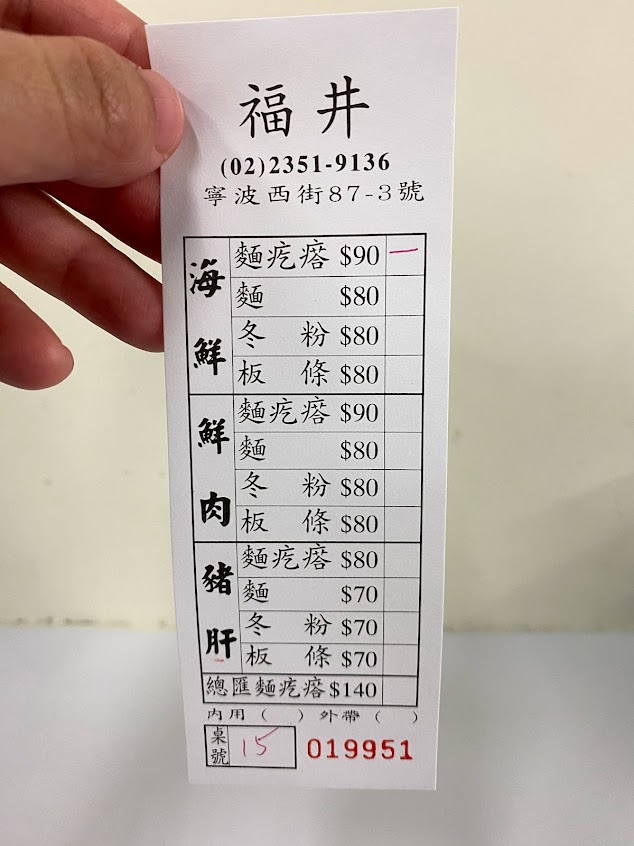 福井
(02)2351-9136
寧波西街87-3號
海鮮
麵疙瘩 $90 一
麵 $80
冬粉 $80
板條 $80
鮮肉
麵疙瘩 $90
麵 $80
冬粉 $80
板條 $80
豬肝
麵疙瘩 $80
麵 $70
冬粉 $70
板條 $70
總匯麵疙瘩 $140
內用( ) 外帶( )
桌號 15 019951